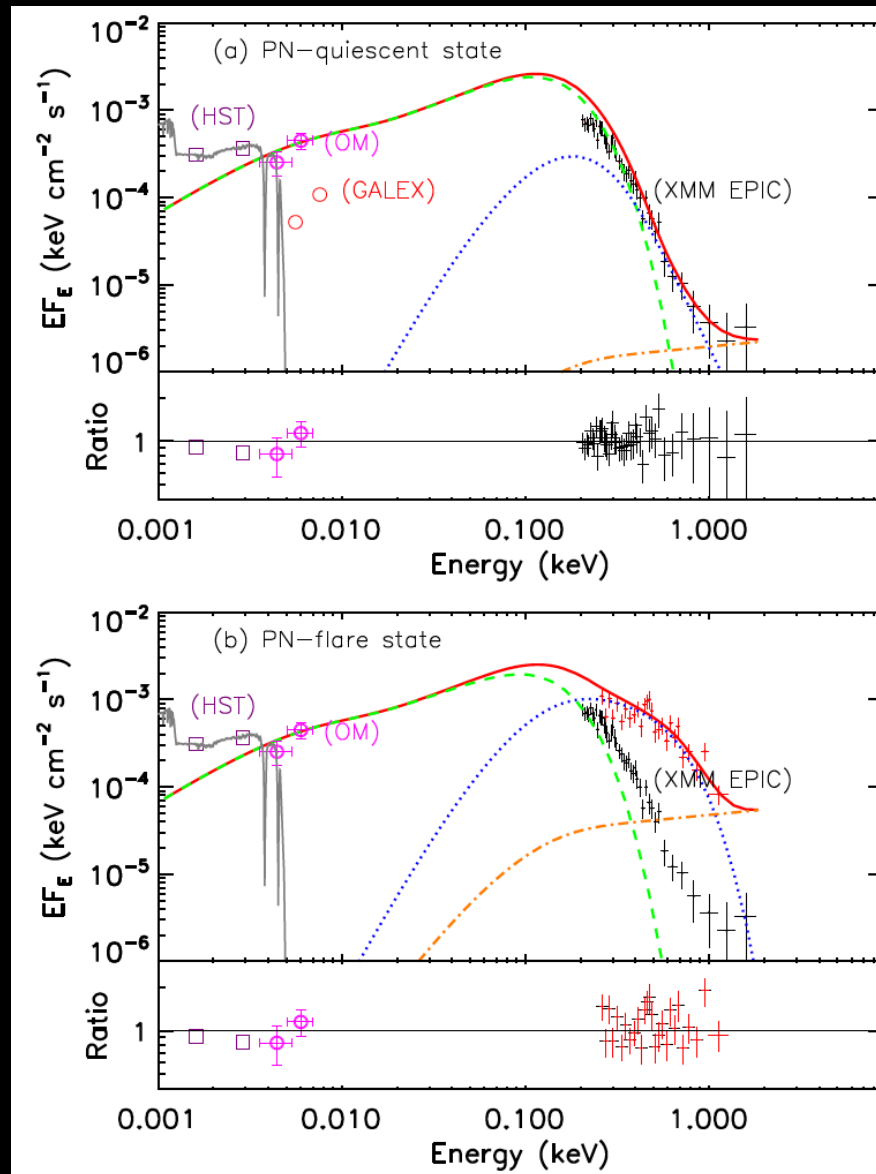 (a) PN-quiescent state
(HST)
(OM)
(GALEX)
(XMM EPIC)
EF_E (keV cm⁻² s⁻¹)
10⁻²
10⁻³
10⁻⁴
10⁻⁵
10⁻⁶
Ratio
1
0.001 0.010 0.100 1.000
Energy (keV)
(b) PN-flare state
(HST)
(OM)
(XMM EPIC)
EF_E (keV cm⁻² s⁻¹)
10⁻²
10⁻³
10⁻⁴
10⁻⁵
10⁻⁶
Ratio
1
0.001 0.010 0.100 1.000
Energy (keV)